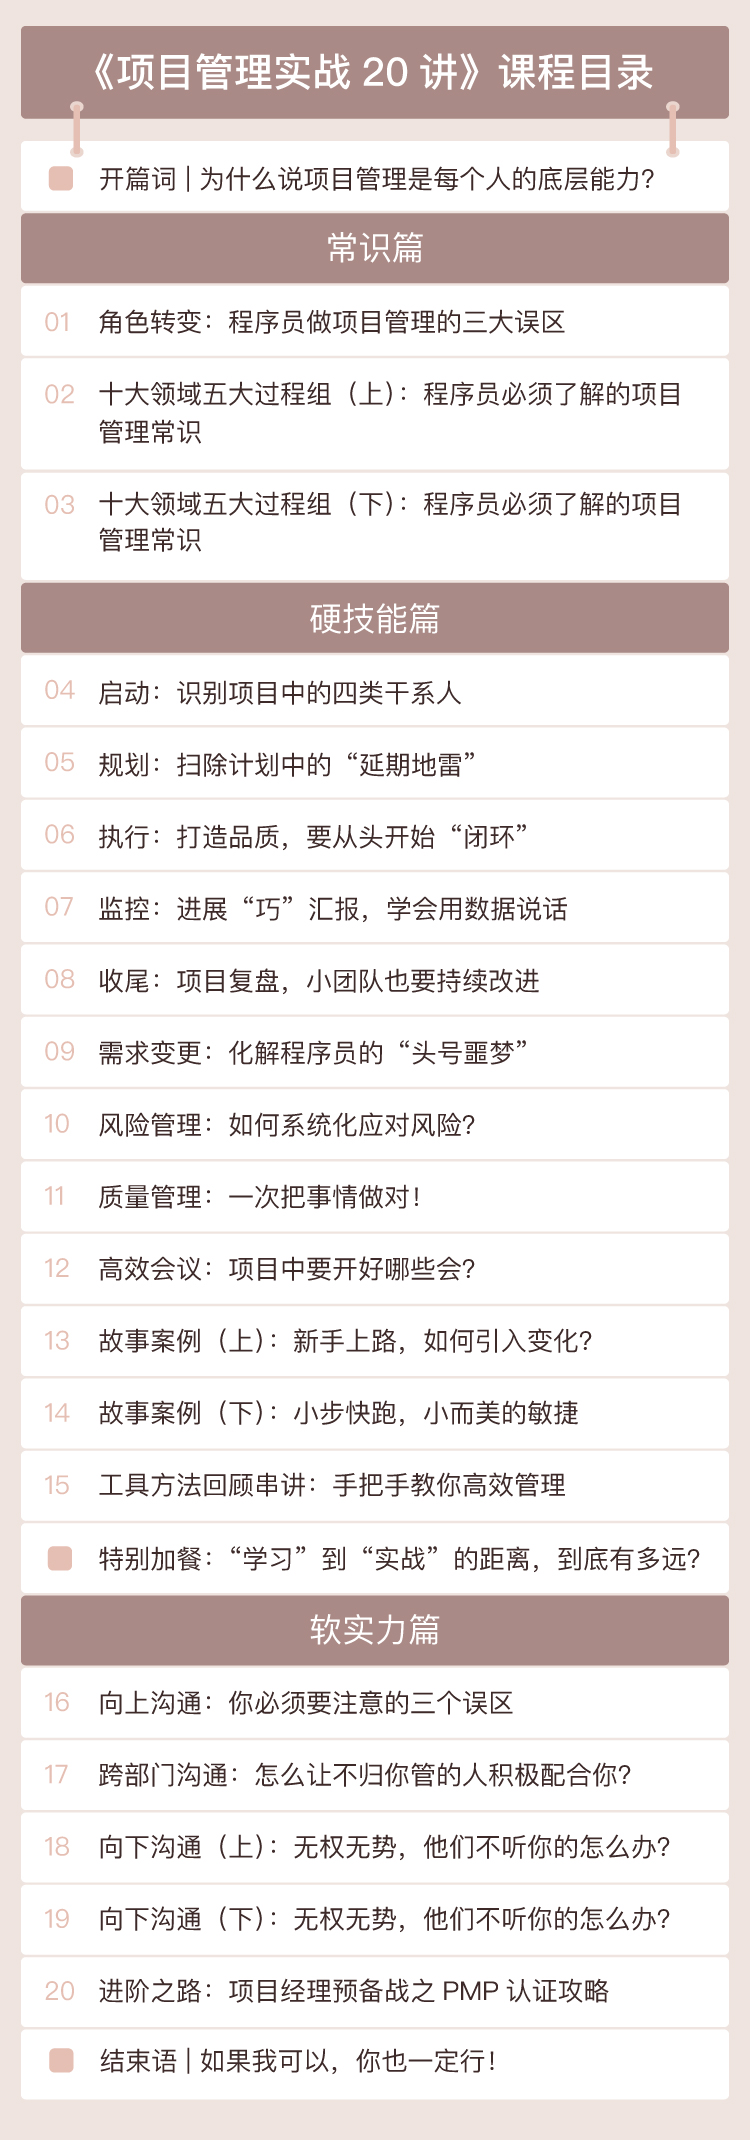 《项目管理实战 20 讲》课程目录
开篇词 | 为什么说项目管理是每个人的底层能力？
常识篇
01 角色转变：程序员做项目管理的三大误区
02 十大领域五大过程组（上）：程序员必须了解的项目
管理常识
03 十大领域五大过程组（下）：程序员必须了解的项目
管理常识
硬技能篇
04 启动：识别项目中的四类干系人
05 规划：扫除计划中的“延期地雷”
06 执行：打造品质，要从头开始“闭环”
07 监控：进展“巧”汇报，学会用数据说话
08 收尾：项目复盘，小团队也要持续改进
09 需求变更：化解程序员的“头号噩梦”
10 风险管理：如何系统化应对风险？
11 质量管理：一次把事情做对！
12 高效会议：项目中要开好哪些会？
13 故事案例（上）：新手上路，如何引入变化？
14 故事案例（下）：小步快跑，小而美的敏捷
15 工具方法回顾串讲：手把手教你高效管理
特别加餐：“学习”到“实战”的距离，到底有多远？
软实力篇
16 向上沟通：你必须要注意的三个误区
17 跨部门沟通：怎么让不归你管的人积极配合你？
18 向下沟通（上）：无权无势，他们不听你的怎么办？
19 向下沟通（下）：无权无势，他们不听你的怎么办？
20 进阶之路：项目经理预备战之 PMP 认证攻略
结束语 | 如果我可以，你也一定行！